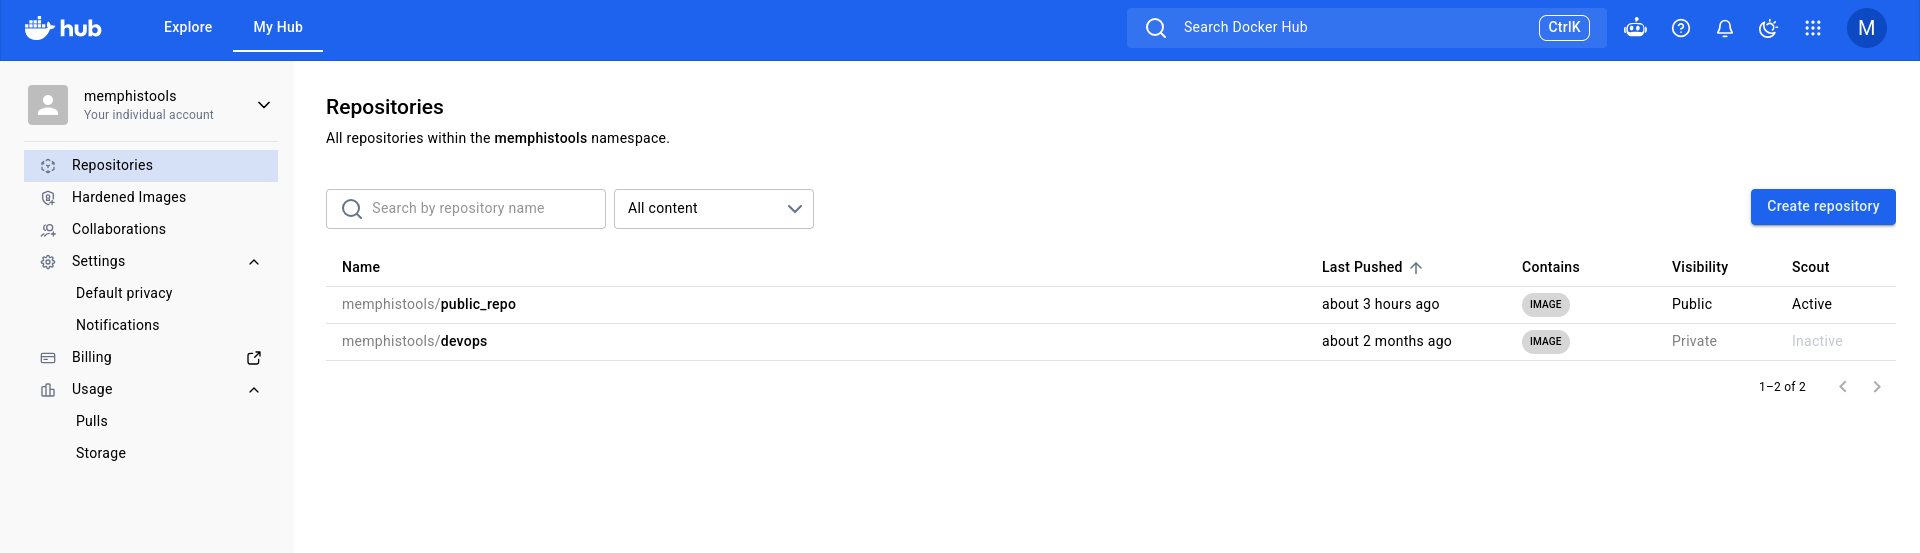 hub Explore My Hub Search Docker Hub CtrlK M
memphistools
Your individual account
Repositories
Hardened Images
Collaborations
Settings
Default privacy
Notifications
Billing
Usage
Pulls
Storage
Repositories
All repositories within the memphistools namespace.
Search by repository name All content Create repository
Name Last Pushed Contains Visibility Scout
memphistools/public_repo about 3 hours ago IMAGE Public Active
memphistools/devops about 2 months ago IMAGE Private Inactive
1–2 of 2